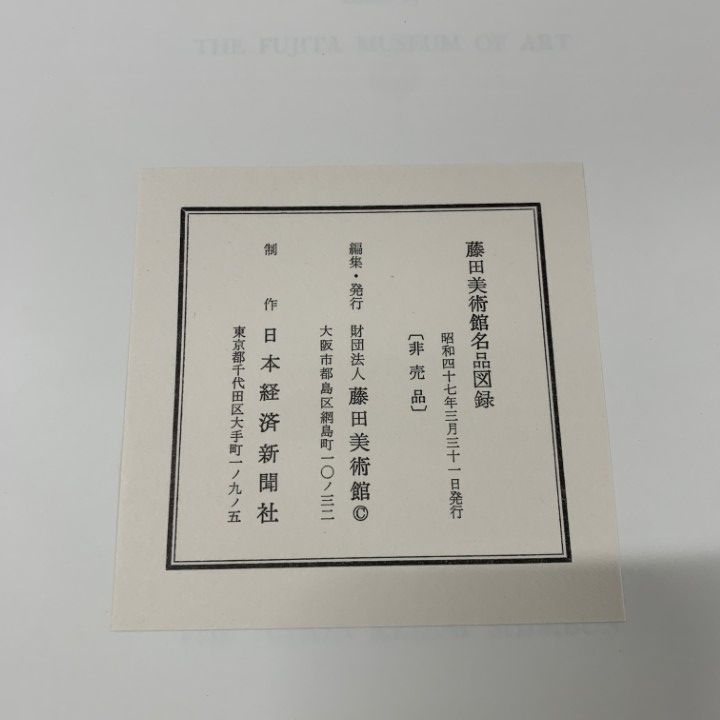 THE FUJITA MUSEUM OF ART
藤田美術館名品図録
昭和四十七年三月三十一日発行
〔非売品〕
編集・発行 財団法人 藤田美術館©
大阪市都島区網島町一〇ノ三二
制作 日本経済新聞社
東京都千代田区大手町一ノ九ノ五